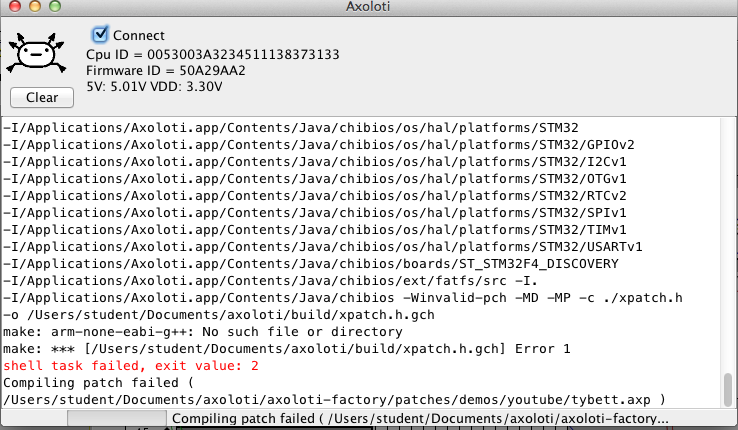 Axoloti
Connect
Cpu ID = 0053003A3234511138373133
Firmware ID = 50A29AA2
5V: 5.01V VDD: 3.30V
Clear
-I/Applications/Axoloti.app/Contents/Java/chibios/os/hal/platforms/STM32
-I/Applications/Axoloti.app/Contents/Java/chibios/os/hal/platforms/STM32/GPIOv2
-I/Applications/Axoloti.app/Contents/Java/chibios/os/hal/platforms/STM32/I2Cv1
-I/Applications/Axoloti.app/Contents/Java/chibios/os/hal/platforms/STM32/OTGv1
-I/Applications/Axoloti.app/Contents/Java/chibios/os/hal/platforms/STM32/RTCv2
-I/Applications/Axoloti.app/Contents/Java/chibios/os/hal/platforms/STM32/SPIv1
-I/Applications/Axoloti.app/Contents/Java/chibios/os/hal/platforms/STM32/TIMv1
-I/Applications/Axoloti.app/Contents/Java/chibios/os/hal/platforms/STM32/USARTv1
-I/Applications/Axoloti.app/Contents/Java/chibios/boards/ST_STM32F4_DISCOVERY
-I/Applications/Axoloti.app/Contents/Java/chibios/ext/fatfs/src -I.
-I/Applications/Axoloti.app/Contents/Java/chibios -Winvalid-pch -MD -MP -c ./xpatch.h
-o /Users/student/Documents/axoloti/build/xpatch.h.gch
make: arm-none-eabi-g++: No such file or directory
make: *** [/Users/student/Documents/axoloti/build/xpatch.h.gch] Error 1
shell task failed, exit value: 2
Compiling patch failed (
/Users/student/Documents/axoloti/axoloti-factory/patches/demos/youtube/tybett.axp )
Compiling patch failed ( /Users/student/Documents/axoloti/axoloti-factory...